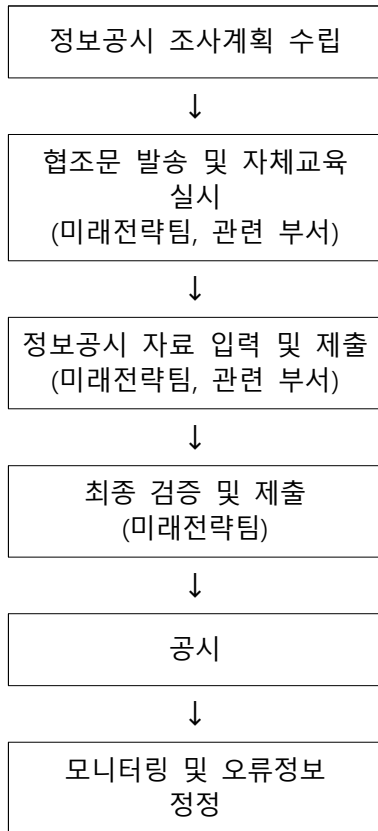 정보공시 조사계획 수립
↓
협조문 발송 및 자체교육
실시
(미래전략팀, 관련 부서)
↓
정보공시 자료 입력 및 제출
(미래전략팀, 관련 부서)
↓
최종 검증 및 제출
(미래전략팀)
↓
공시
↓
모니터링 및 오류정보
정정